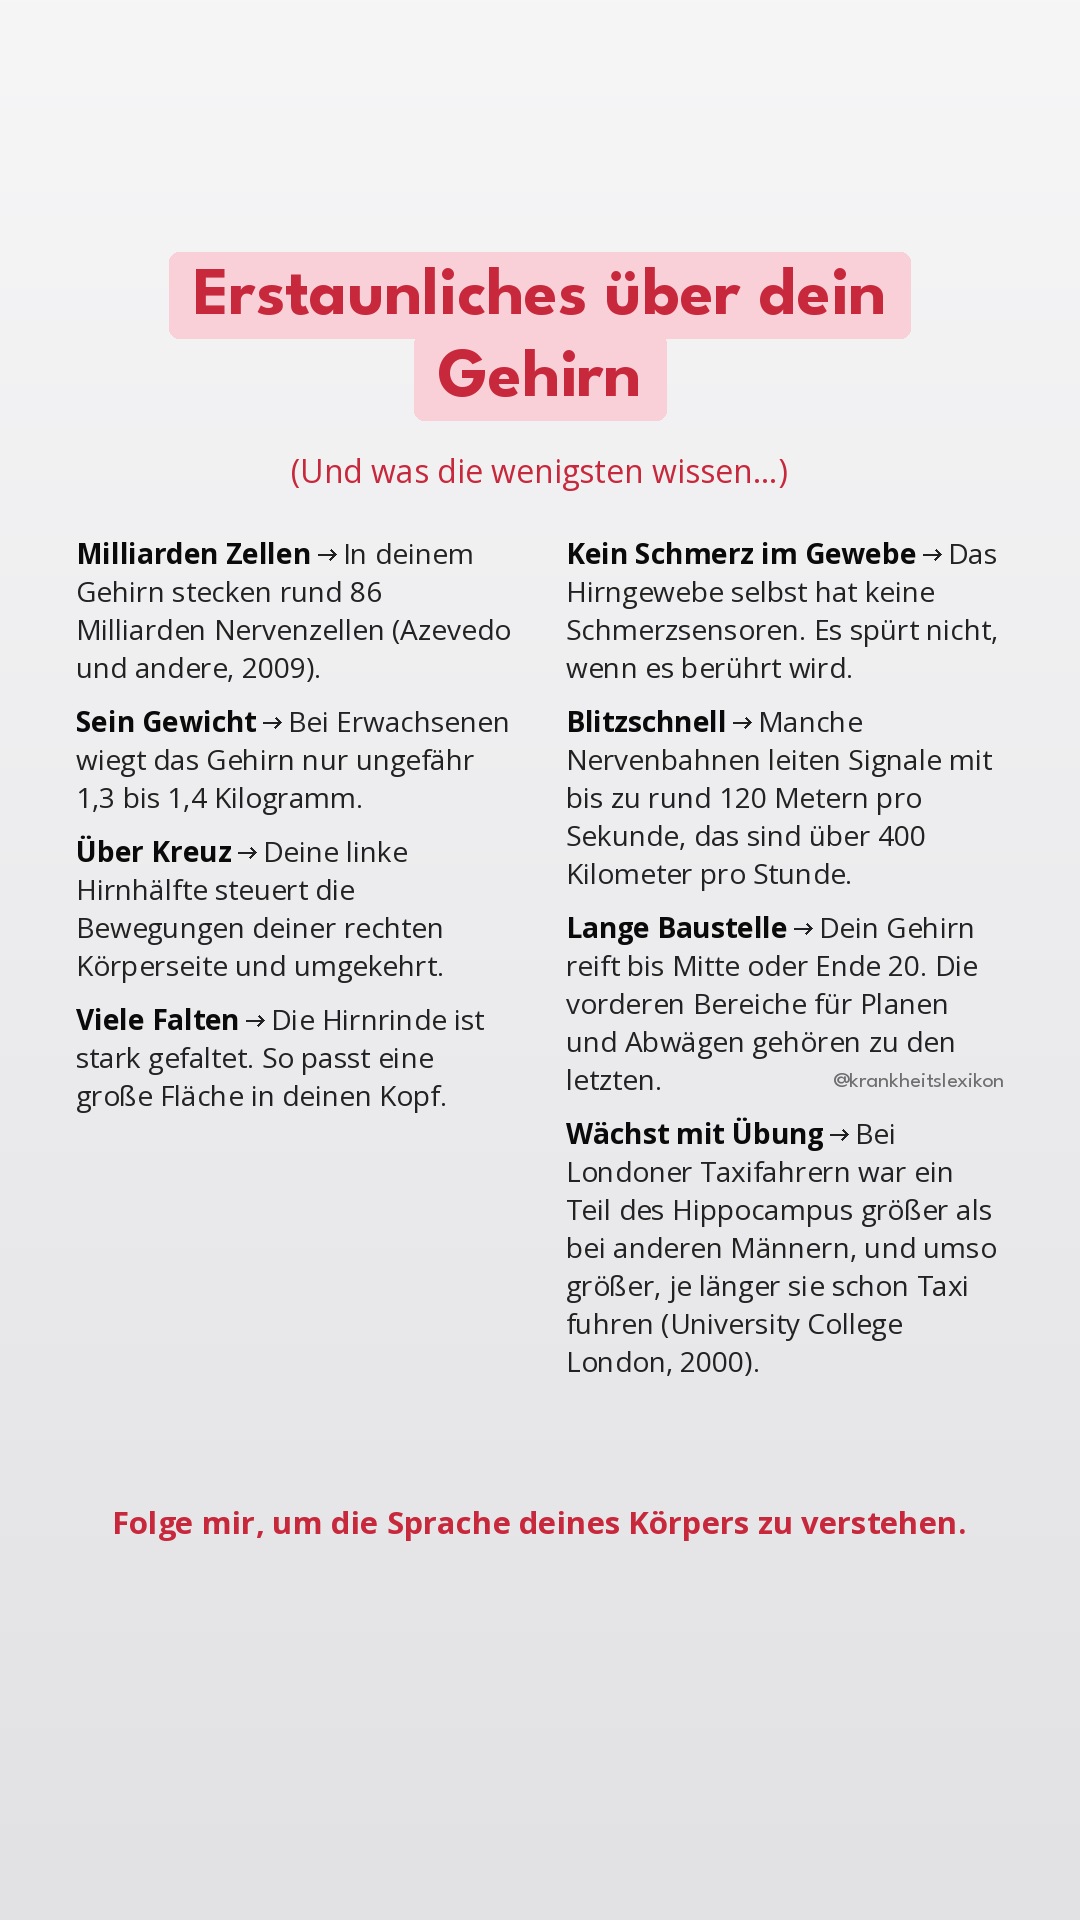 Erstaunliches über dein
Gehirn
(Und was die wenigsten wissen...)
Milliarden Zellen → In deinem
Gehirn stecken rund 86
Milliarden Nervenzellen (Azevedo
und andere, 2009).
Sein Gewicht → Bei Erwachsenen
wiegt das Gehirn nur ungefähr
1,3 bis 1,4 Kilogramm.
Über Kreuz → Deine linke
Hirnhälfte steuert die
Bewegungen deiner rechten
Körperseite und umgekehrt.
Viele Falten → Die Hirnrinde ist
stark gefaltet. So passt eine
große Fläche in deinen Kopf.
Kein Schmerz im Gewebe → Das
Hirngewebe selbst hat keine
Schmerzsensoren. Es spürt nicht,
wenn es berührt wird.
Blitzschnell → Manche
Nervenbahnen leiten Signale mit
bis zu rund 120 Metern pro
Sekunde, das sind über 400
Kilometer pro Stunde.
Lange Baustelle → Dein Gehirn
reift bis Mitte oder Ende 20. Die
vorderen Bereiche für Planen
und Abwägen gehören zu den
letzten.
@krankheitslexikon
Wächst mit Übung → Bei
Londoner Taxifahrern war ein
Teil des Hippocampus größer als
bei anderen Männern, und umso
größer, je länger sie schon Taxi
fuhren (University College
London, 2000).
Folge mir, um die Sprache deines Körpers zu verstehen.